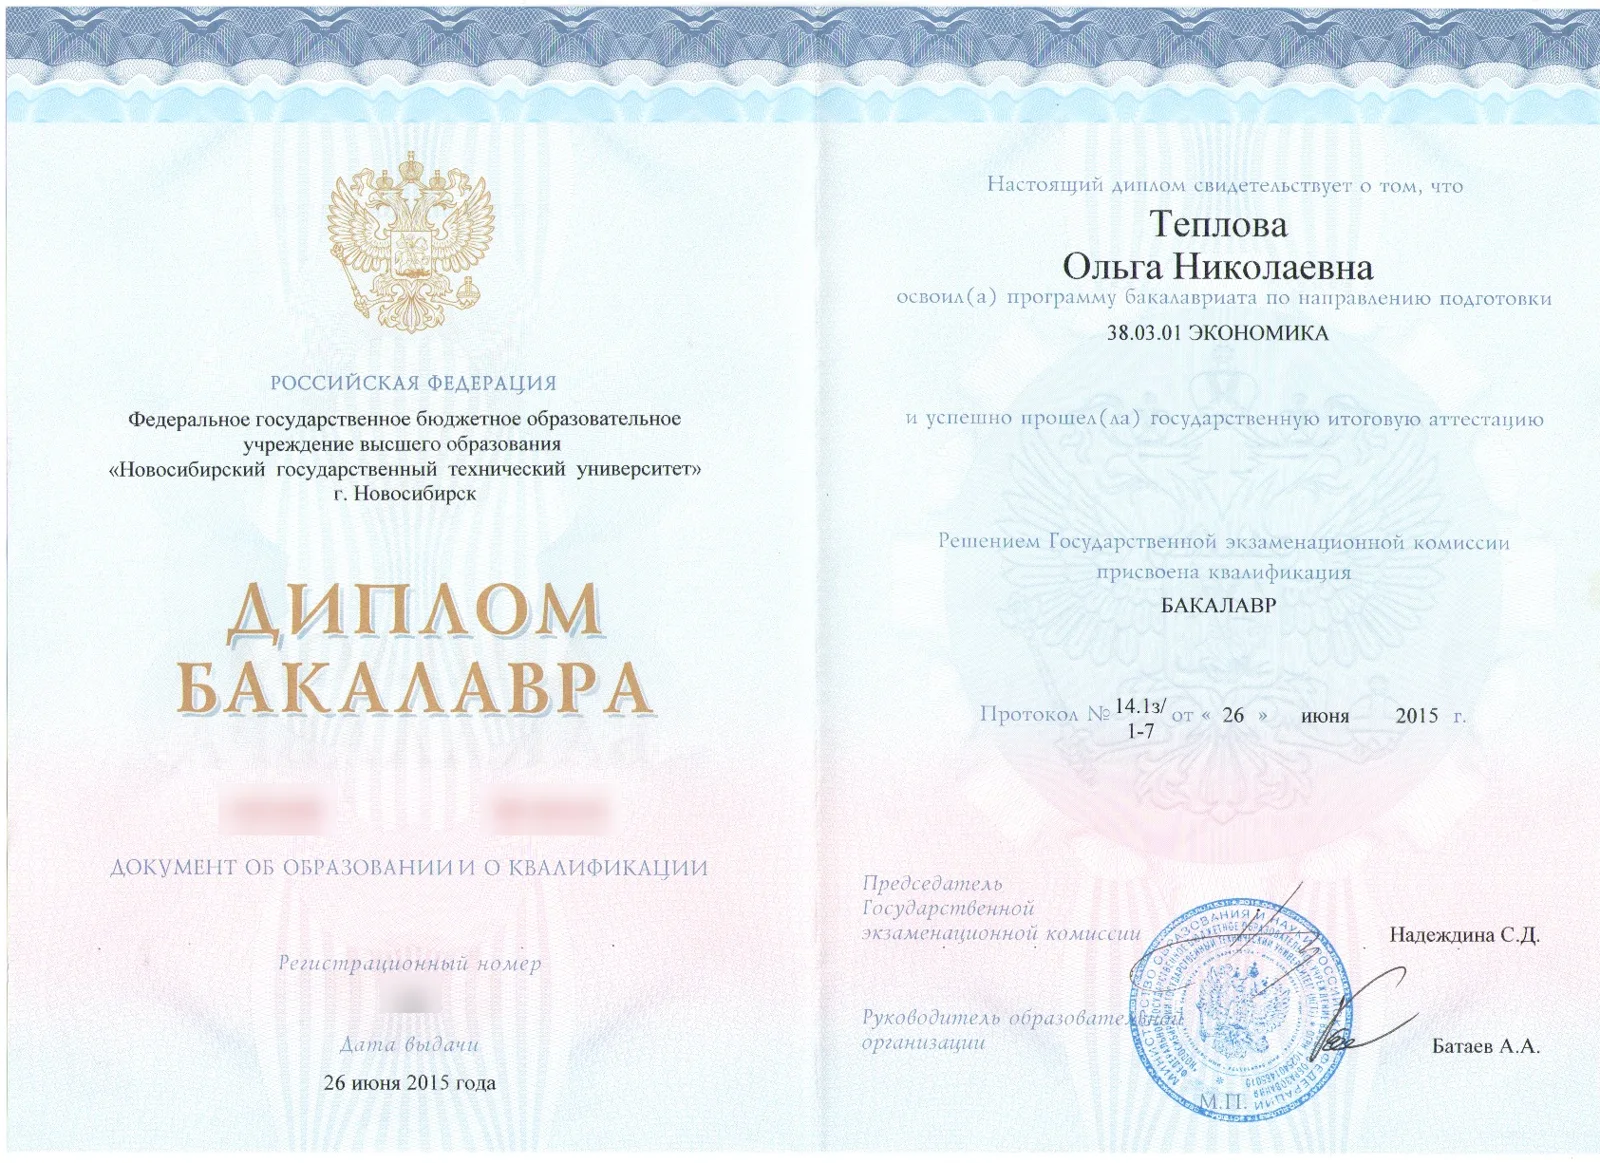 РОССИЙСКАЯ ФЕДЕРАЦИЯ
Федеральное государственное бюджетное образовательное
учреждение высшего образования
«Новосибирский государственный технический университет»
г. Новосибирск
ДИПЛОМ
БАКАЛАВРА
ДОКУМЕНТ ОБ ОБРАЗОВАНИИ И О КВАЛИФИКАЦИИ
Регистрационный номер
Дата выдачи
26 июня 2015 года
Настоящий диплом свидетельствует о том, что
Теплова
Ольга Николаевна
освоил(а) программу бакалавриата по направлению подготовки
38.03.01 ЭКОНОМИКА
и успешно прошел(ла) государственную итоговую аттестацию
Решением Государственной экзаменационной комиссии
присвоена квалификация
БАКАЛАВР
Протокол № 14.1з/
1-7 от « 26 » июня 2015 г.
Председатель
Государственной
экзаменационной комиссии
Надеждина С.Д.
Руководитель образовательной
организации
Батаев А.А.
М.П.